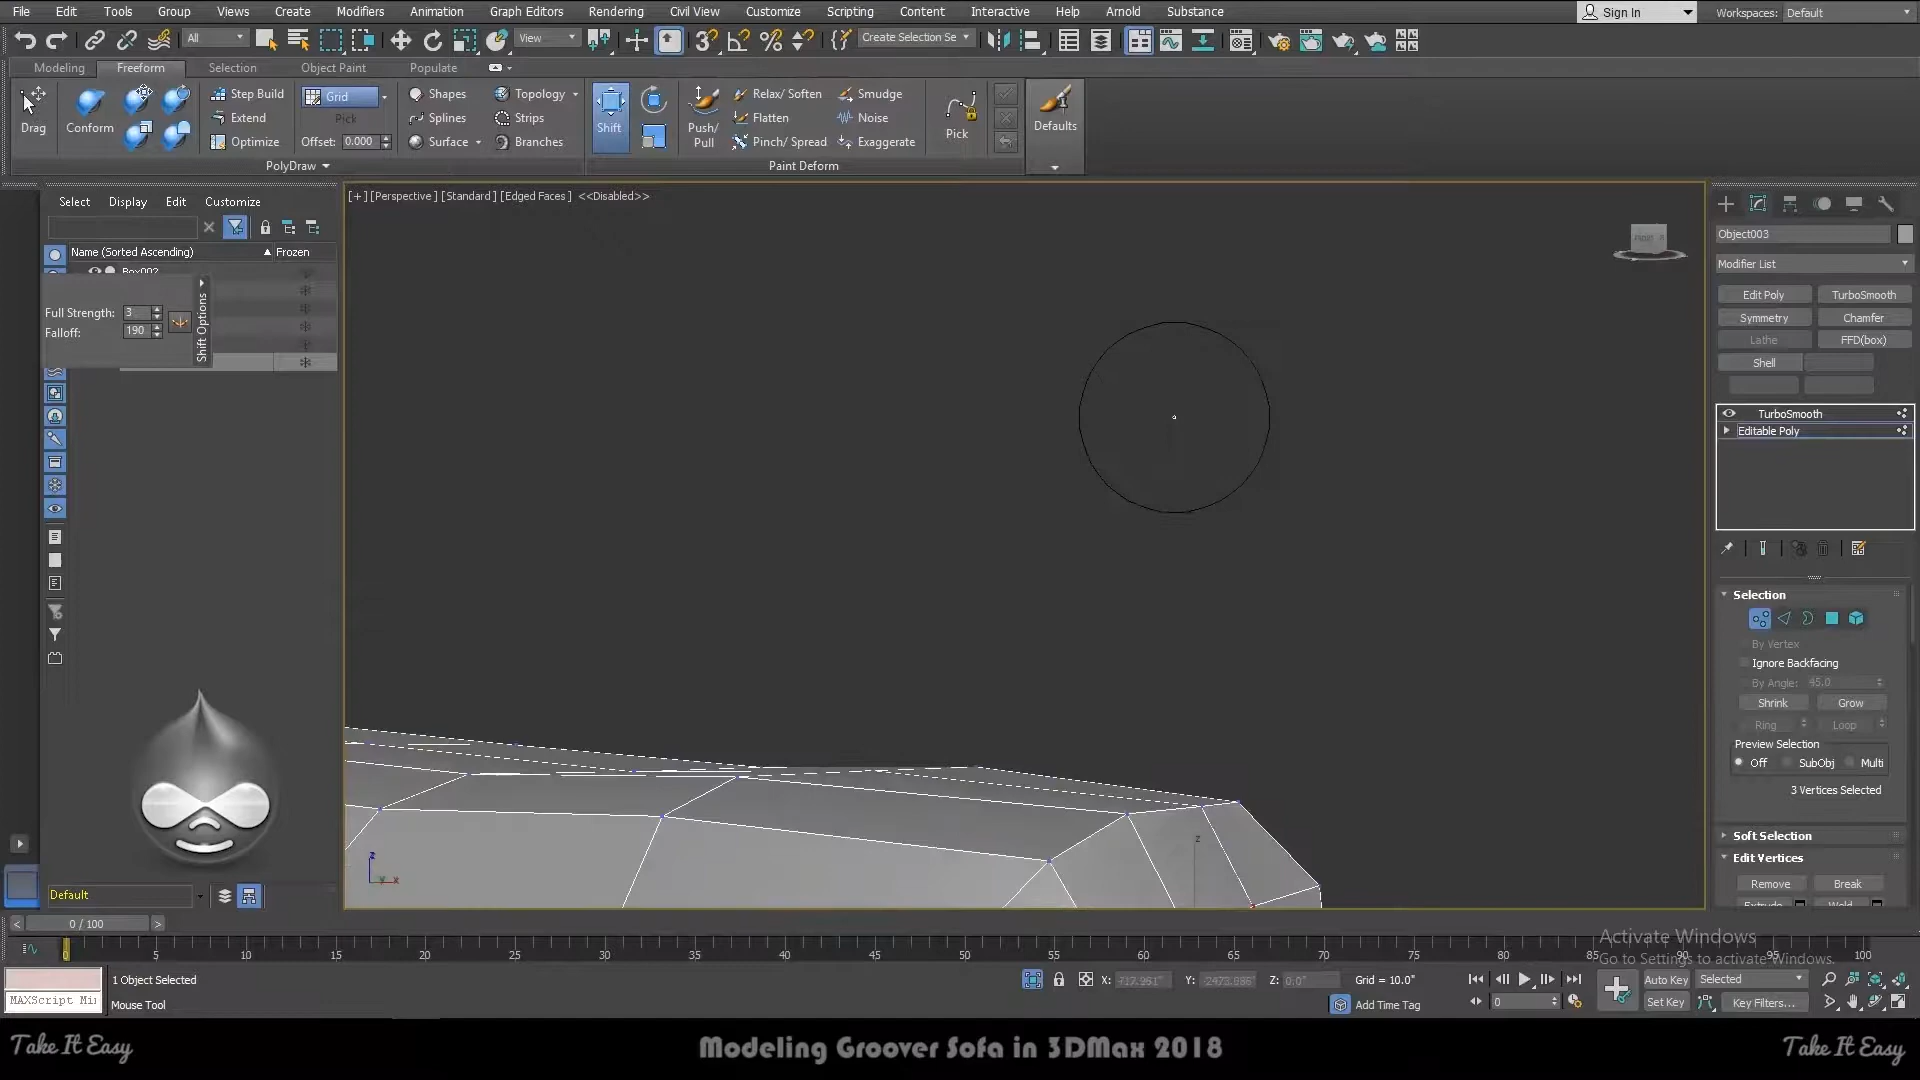 File Edit Tools Group Views Create Modifiers Animation Graph Editors Rendering Civil View Customize Scripting Content Interactive Help Arnold Substance Sign In Workspaces: Default
All View Create Selection Se
Modeling Freeform Selection Object Paint Populate
Step Build Grid Shapes Topology Relax/ Soften Smudge
Drag Conform Extend Pick Splines Strips Shift Push/ Pull Flatten Noise Pick Defaults
Optimize Offset: 0.000 Surface Branches Pinch/ Spread Exaggerate
PolyDraw Paint Deform
Select Display Edit Customize
[+] [Perspective ] [Standard ] [Edged Faces ] <<Disabled>>
Name (Sorted Ascending) Frozen
Box002
Full Strength: 3
Falloff: 190
Shift Options
Object003
Modifier List
Edit Poly TurboSmooth
Symmetry Chamfer
Lathe FFD(box)
Shell
TurboSmooth
Editable Poly
Selection
By Vertex
Ignore Backfacing
By Angle: 45.0
Shrink Grow
Ring Loop
Preview Selection
Off SubObj Multi
3 Vertices Selected
Soft Selection
Edit Vertices
Remove Break
Extrude Weld
z
z y x
Default
0 / 100
0 5 10 15 20 25 30 35 40 45 50 55 60 65 70 75 80 85 90 95 100
Activate Windows
Go to Settings to activate Windows.
1 Object Selected X: Y: Z: 0.0" Grid = 10.0" Auto Key Selected
MAXScript Mi Mouse Tool Add Time Tag 0 Set Key Key Filters...
Take It Easy Modeling Groover Sofa in 3DMax 2018 Take It Easy